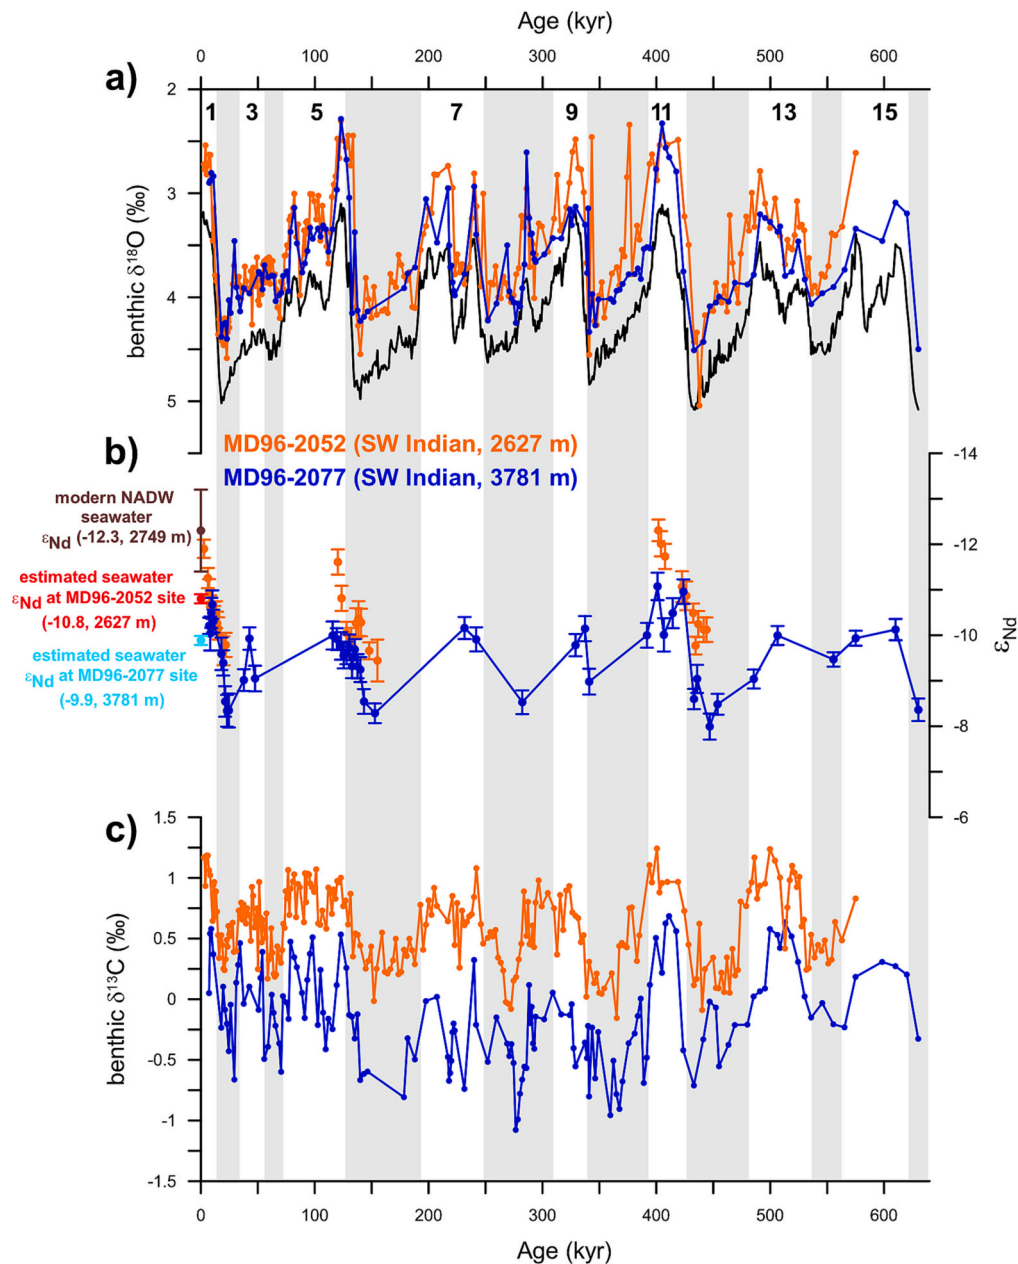 Age (kyr)
0 100 200 300 400 500 600
a)
2
1 3 5 7 9 11 13 15
3
benthic δ¹⁸O (‰)
4
5
b)
MD96-2052 (SW Indian, 2627 m)
MD96-2077 (SW Indian, 3781 m)
-14
modern NADW
seawater
εNd (-12.3, 2749 m)
-12
estimated seawater
εNd at MD96-2052 site
(-10.8, 2627 m)
-10
εNd
estimated seawater
εNd at MD96-2077 site
(-9.9, 3781 m)
-8
-6
c)
1.5
1
0.5
benthic δ¹³C (‰)
0
-0.5
-1
-1.5
0 100 200 300 400 500 600
Age (kyr)